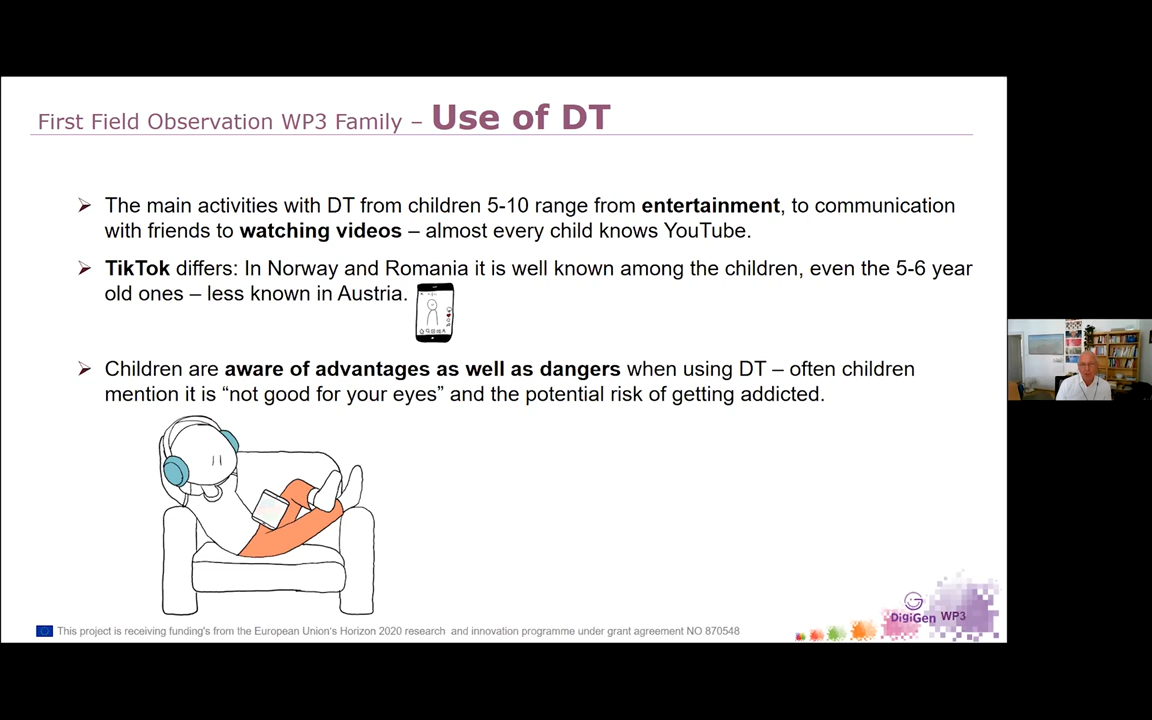 First Field Observation WP3 Family – Use of DT
The main activities with DT from children 5-10 range from entertainment, to communication
with friends to watching videos – almost every child knows YouTube.
TikTok differs: In Norway and Romania it is well known among the children, even the 5-6 year
old ones – less known in Austria.
Children are aware of advantages as well as dangers when using DT – often children
mention it is “not good for your eyes” and the potential risk of getting addicted.
DigiGen WP3
This project is receiving funding's from the European Union's Horizon 2020 research and innovation programme under grant agreement NO 870548